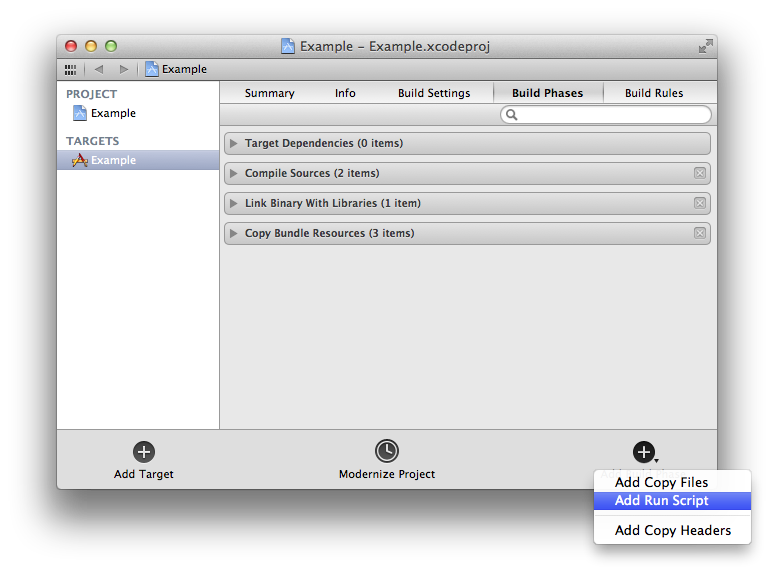 Example – Example.xcodeproj
Example
PROJECT
Example
TARGETS
Example
Summary Info Build Settings Build Phases Build Rules
Target Dependencies (0 items)
Compile Sources (2 items)
Link Binary With Libraries (1 item)
Copy Bundle Resources (3 items)
Add Target
Modernize Project
Add Copy Files
Add Run Script
Add Copy Headers